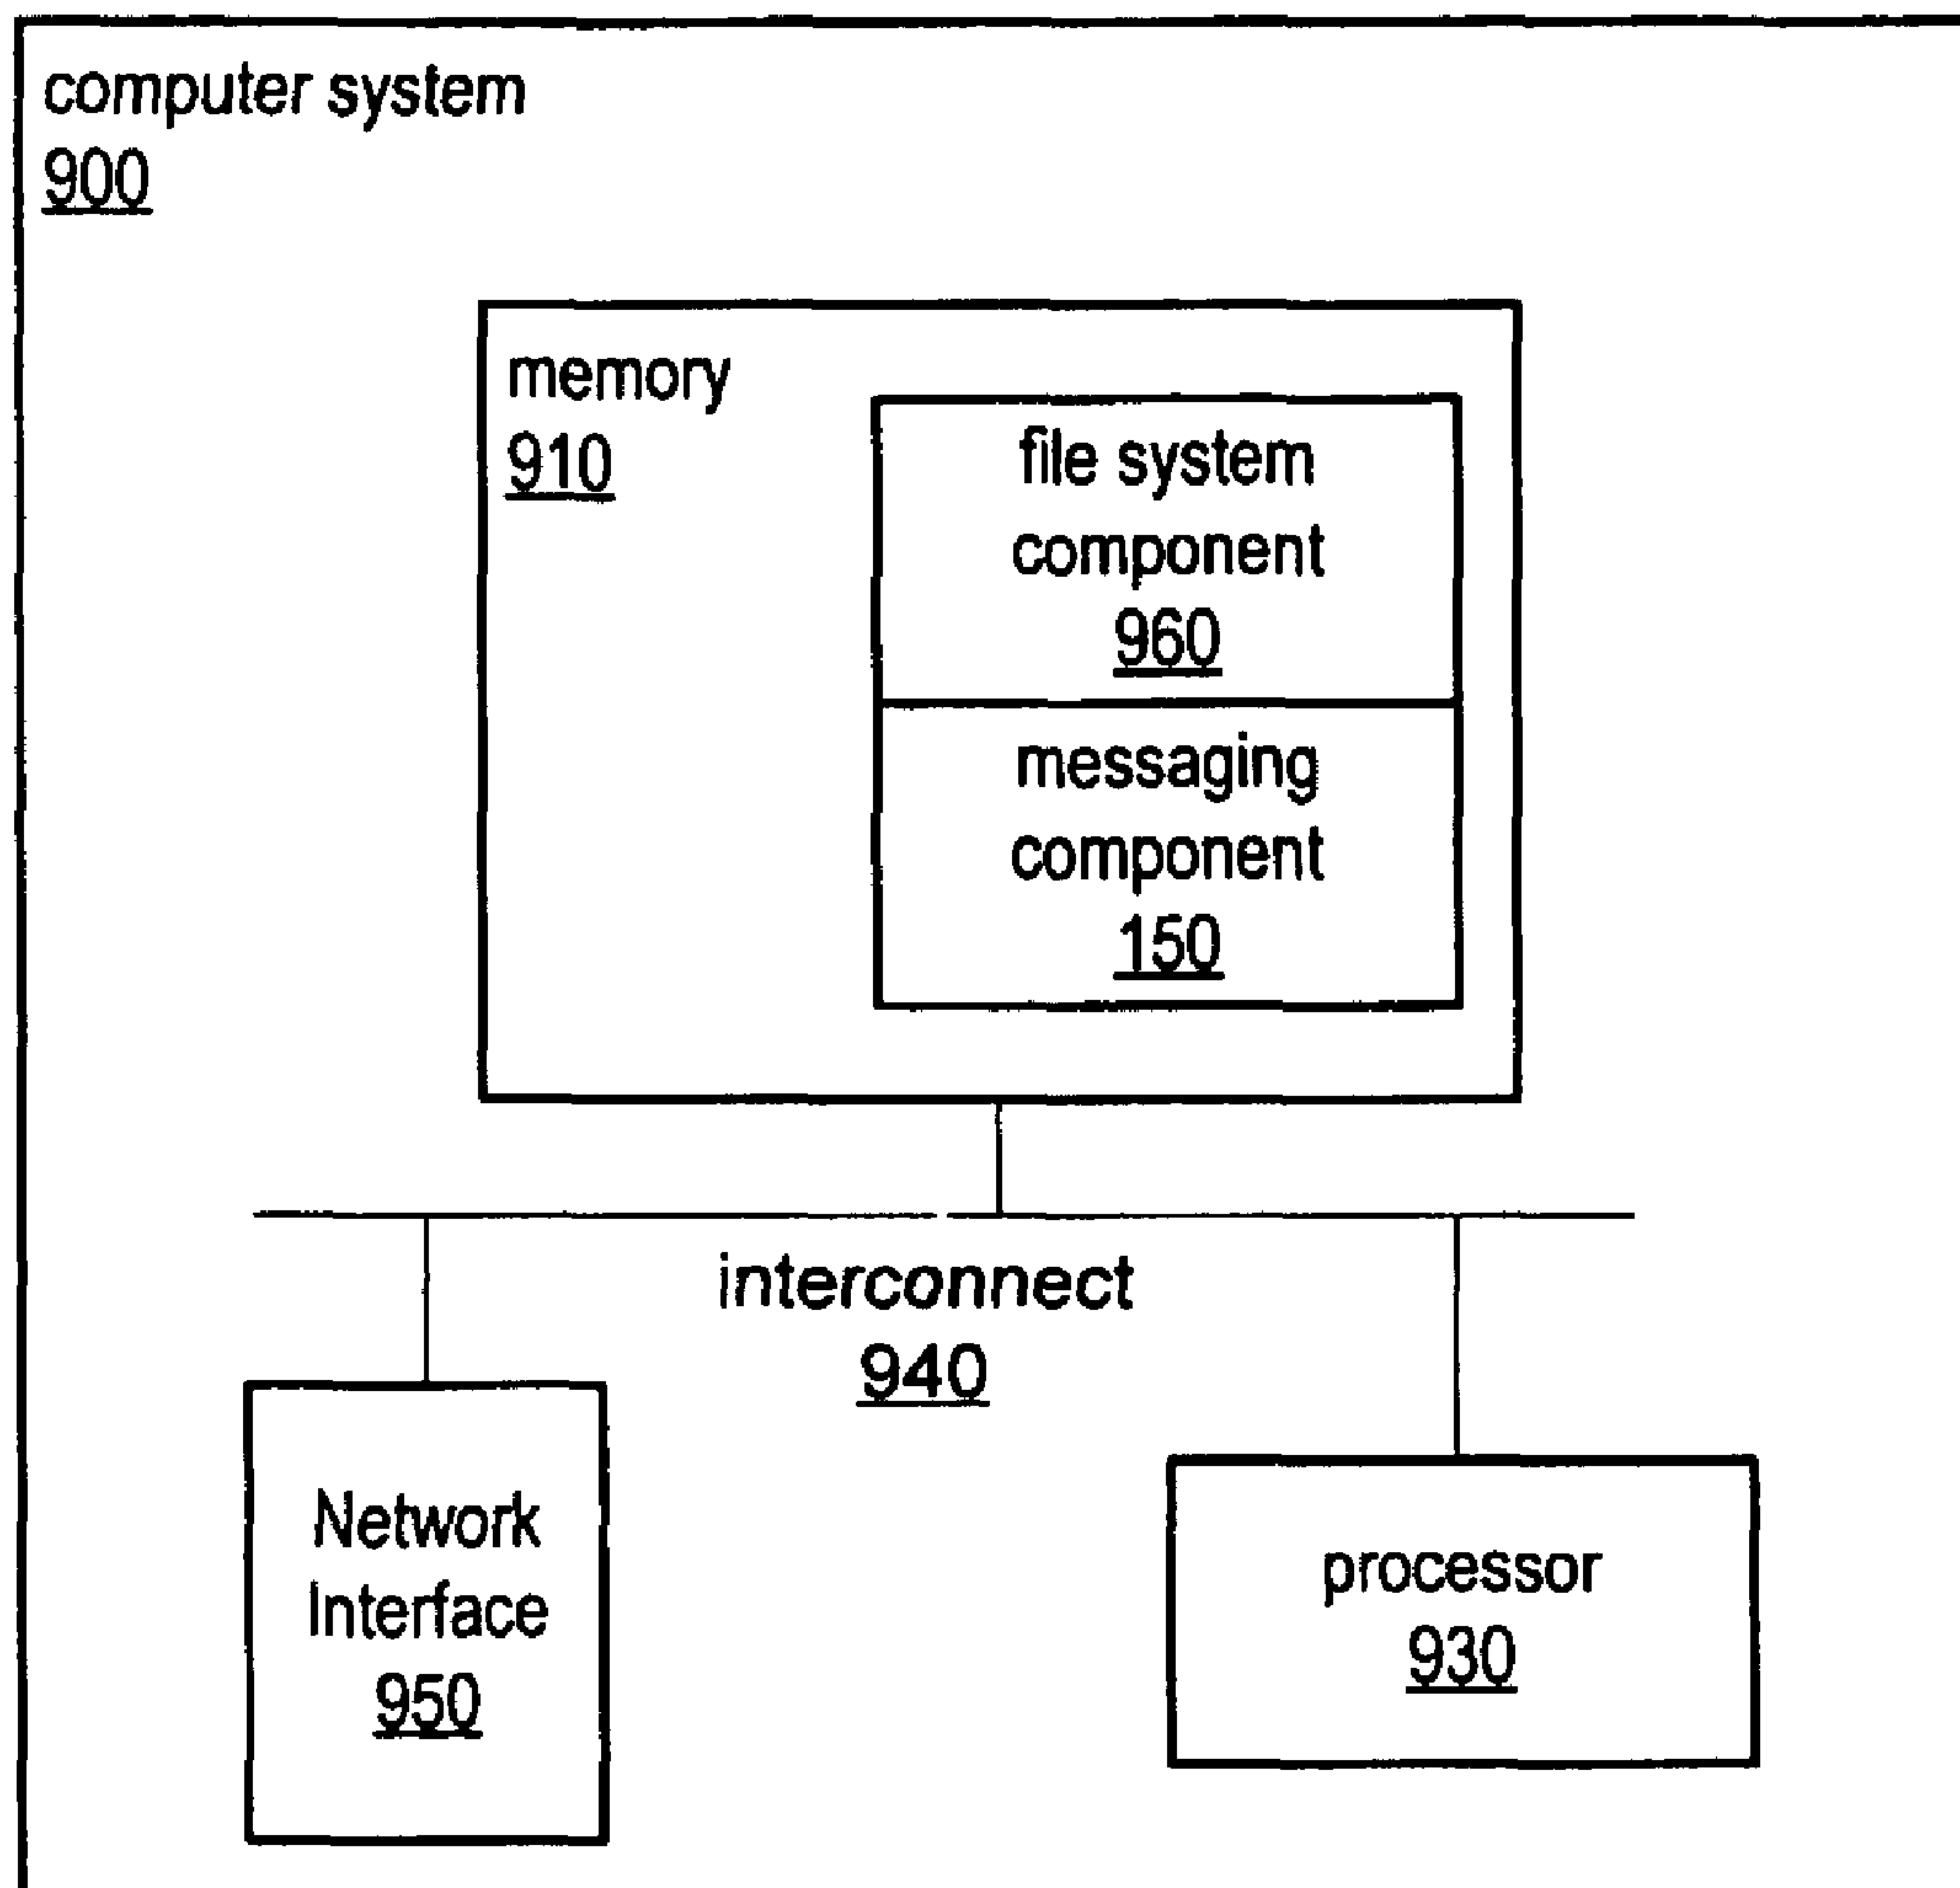 computer system
900
memory
910
file system
component
960
messaging
component
150
interconnect
940
Network
Interface
950
processor
930